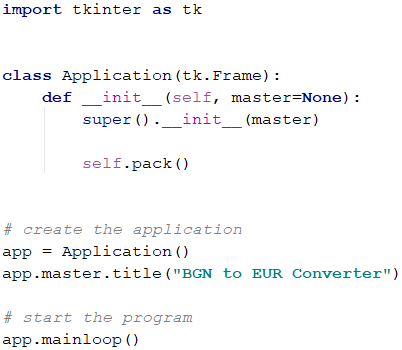 import tkinter as tk
class Application(tk.Frame):
    def __init__(self, master=None):
        super().__init__(master)
        self.pack()
# create the application
app = Application()
app.master.title("BGN to EUR Converter")
# start the program
app.mainloop()